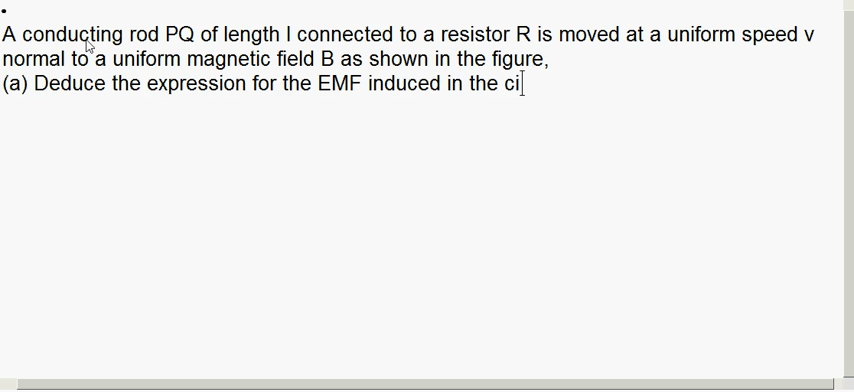 A conducting rod PQ of length l connected to a resistor R is moved at a uniform speed v
normal to a uniform magnetic field B as shown in the figure,
(a) Deduce the expression for the EMF induced in the ci